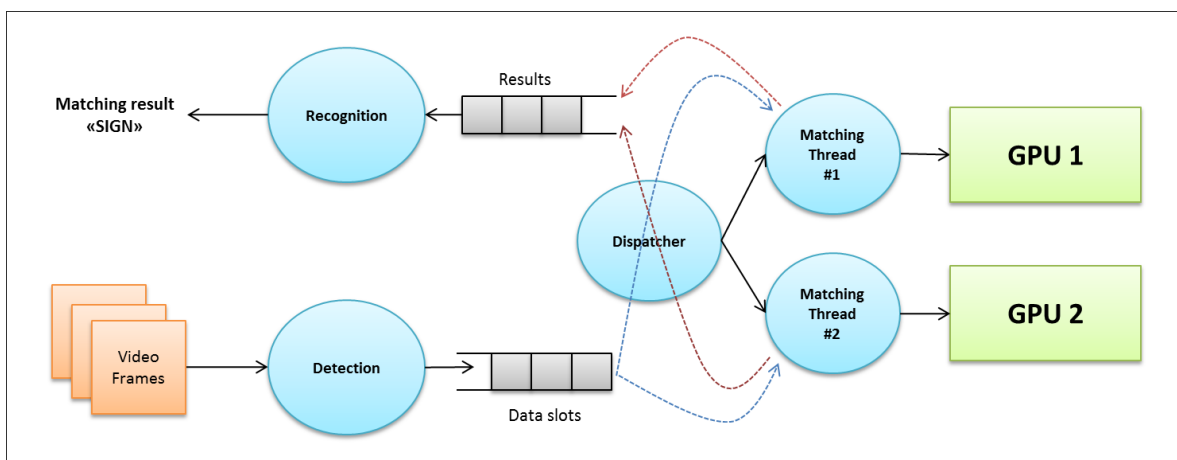 Results
Matching result
«SIGN»
Recognition
Matching
Thread
#1
GPU 1
Dispatcher
Matching
Thread
#2
GPU 2
Video
Frames
Detection
Data slots